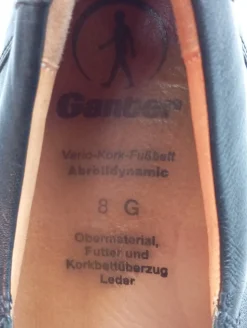 Ganter
Vario-Kork-Fußbett
Abrolldynamic
8 G
Obermaterial,
Futter und
Korkbettüberzug
Leder